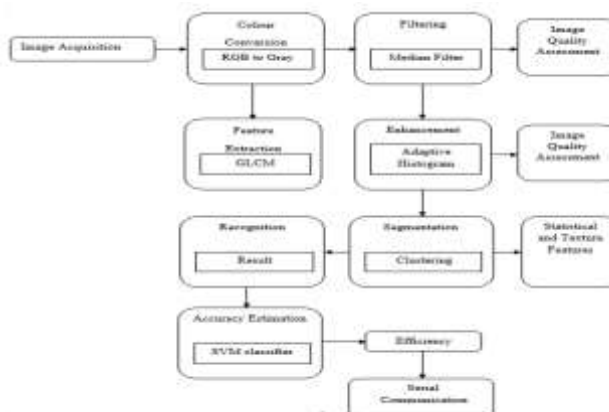 Image Acquisition
Colour
Conversion
RGB to Gray
Filtering
Median Filter
Image
Quality
Assessment
Feature
Extraction
GLCM
Enhancement
Adaptive
Histogram
Image
Quality
Assessment
Recognition
Result
Segmentation
Clustering
Statistical
and Texture
Features
Accuracy Estimation
SVM classifier
Efficiency
Serial
Communication